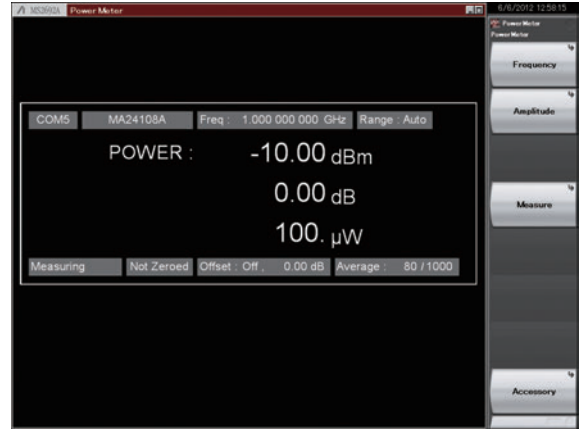 MS2692A Power Meter
6/6/2012 12:58:15
Power Meter
Power Meter
Frequency
Amplitude
COM5 MA24108A Freq : 1.000 000 000 GHz Range : Auto
POWER : -10.00 dBm
0.00 dB
100. µW
Measure
Measuring Not Zeroed Offset : Off , 0.00 dB Average : 80 / 1000
Accessory